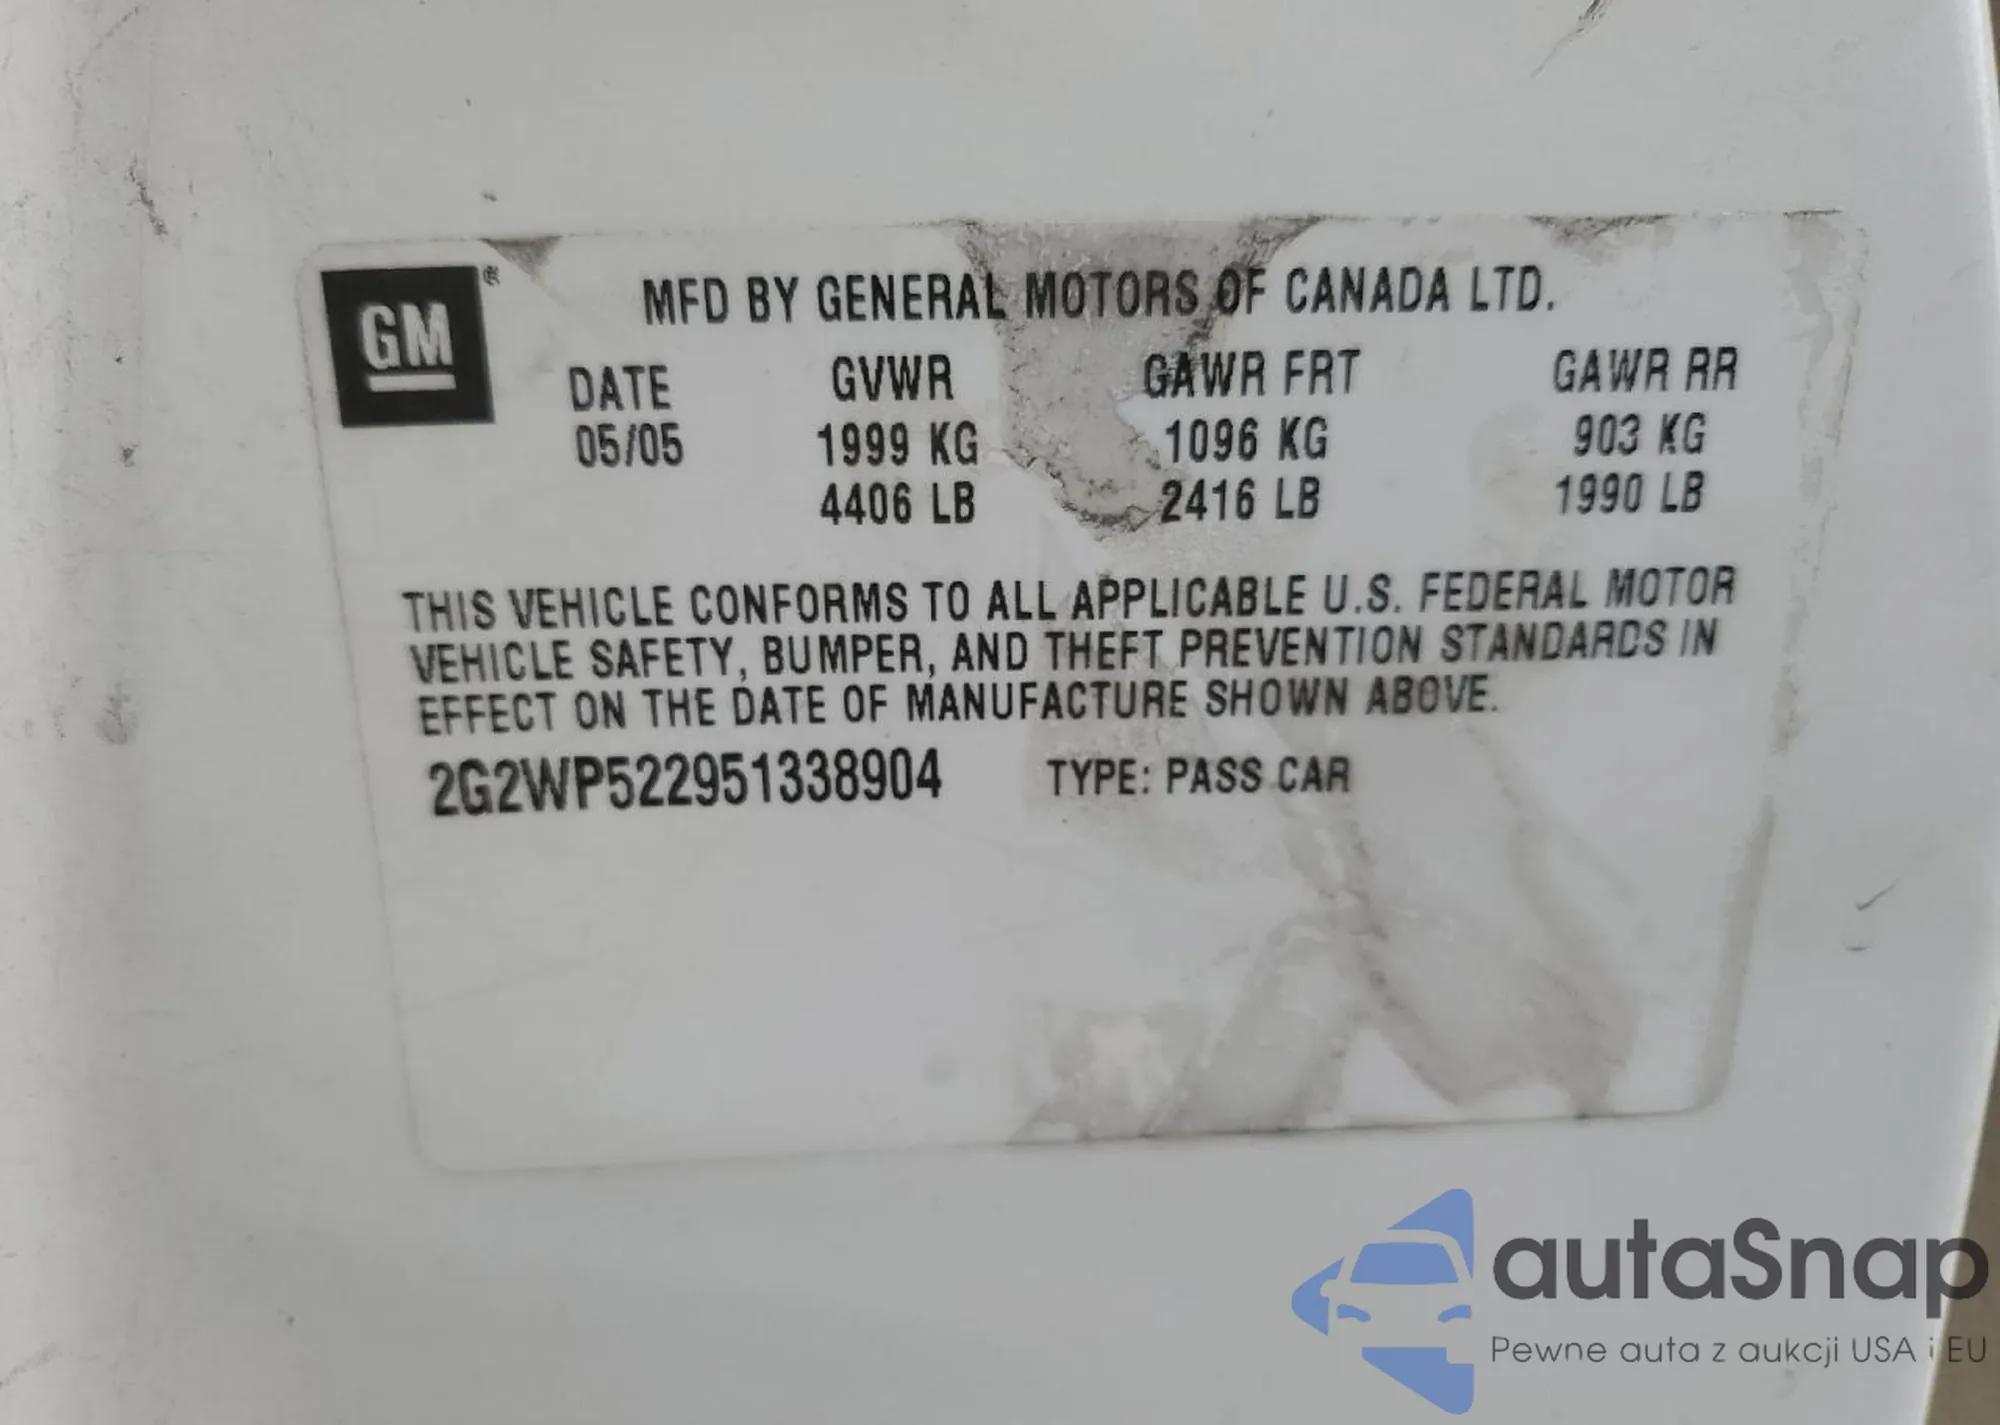 GM®
MFD BY GENERAL MOTORS OF CANADA LTD.
DATE GVWR GAWR FRT GAWR RR
05/05 1999 KG 1096 KG 903 KG
4406 LB 2416 LB 1990 LB
THIS VEHICLE CONFORMS TO ALL APPLICABLE U.S. FEDERAL MOTOR
VEHICLE SAFETY, BUMPER, AND THEFT PREVENTION STANDARDS IN
EFFECT ON THE DATE OF MANUFACTURE SHOWN ABOVE.
2G2WP522951338904 TYPE: PASS CAR
autaSnap
Pewne auta z aukcji USA i EU